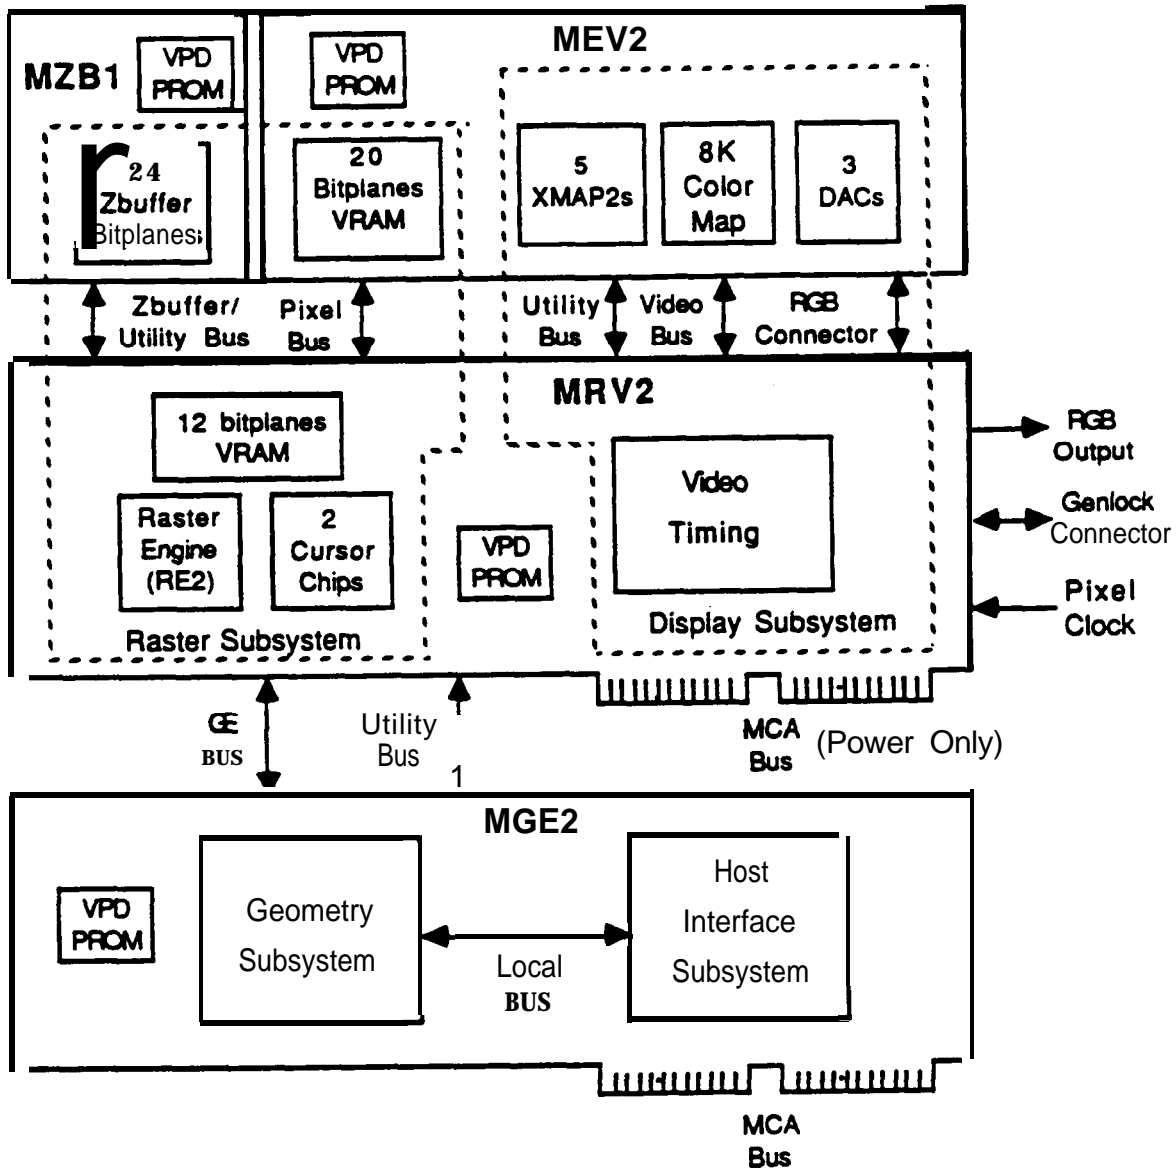 MZB1
VPD
PROM
VPD
PROM
MEV2
24
Zbuffer
Bitplanes
20
Bitplanes
VRAM
5
XMAP2s
8K
Color
Map
3
DACs
Zbuffer/
Utility Bus
Pixel
Bus
Utility
Bus
Video
Bus
RGB
Connector
MRV2
12 bitplanes
VRAM
Raster
Engine
(RE2)
2
Cursor
Chips
VPD
PROM
Video
Timing
Raster Subsystem
Display Subsystem
RGB
Output
Genlock
Connector
Pixel
Clock
GE
BUS
Utility
Bus
1
MCA
Bus
(Power Only)
MGE2
VPD
PROM
Geometry
Subsystem
Local
BUS
Host
Interface
Subsystem
MCA
Bus